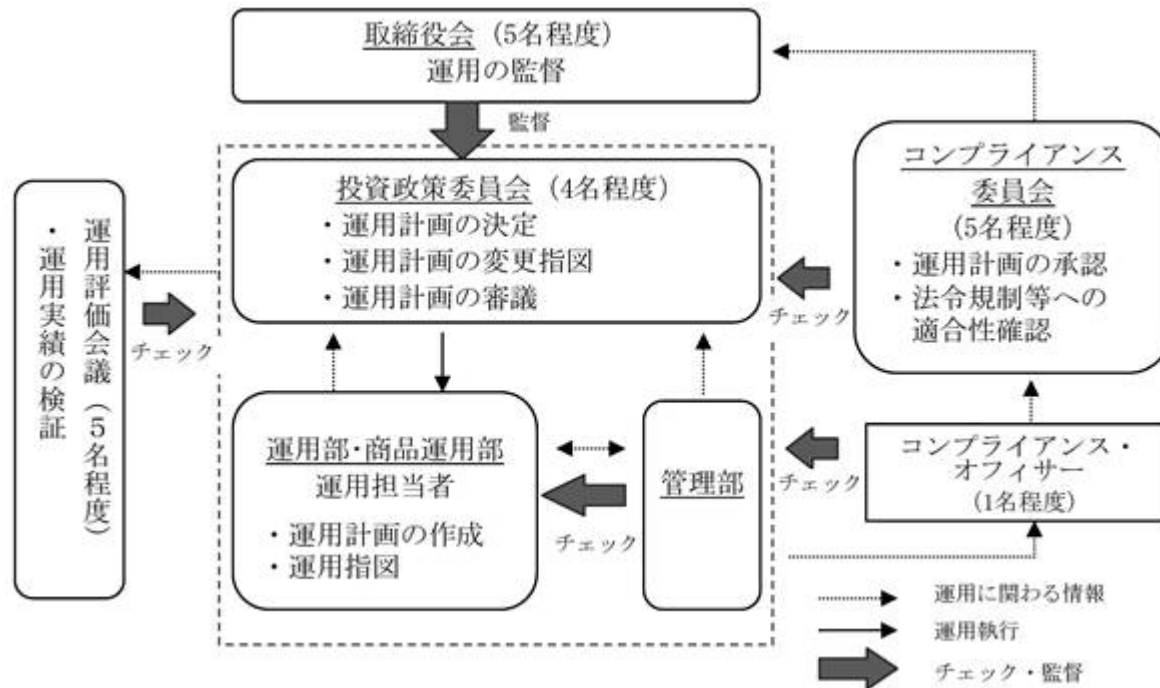 取締役会（5名程度）
運用の監督
監督
投資政策委員会（4名程度）
・運用計画の決定
・運用計画の変更指図
・運用計画の審議
コンプライアンス
委員会
(5名程度)
・運用計画の承認
・法令規制等への
適合性確認
チェック
運用評価会議（５名程度）
・運用実績の検証
チェック
運用部・商品運用部
運用担当者
・運用計画の作成
・運用指図
チェック
管理部
チェック
コンプライアンス・
オフィサー
(1名程度)
運用に関わる情報
運用執行
チェック・監督